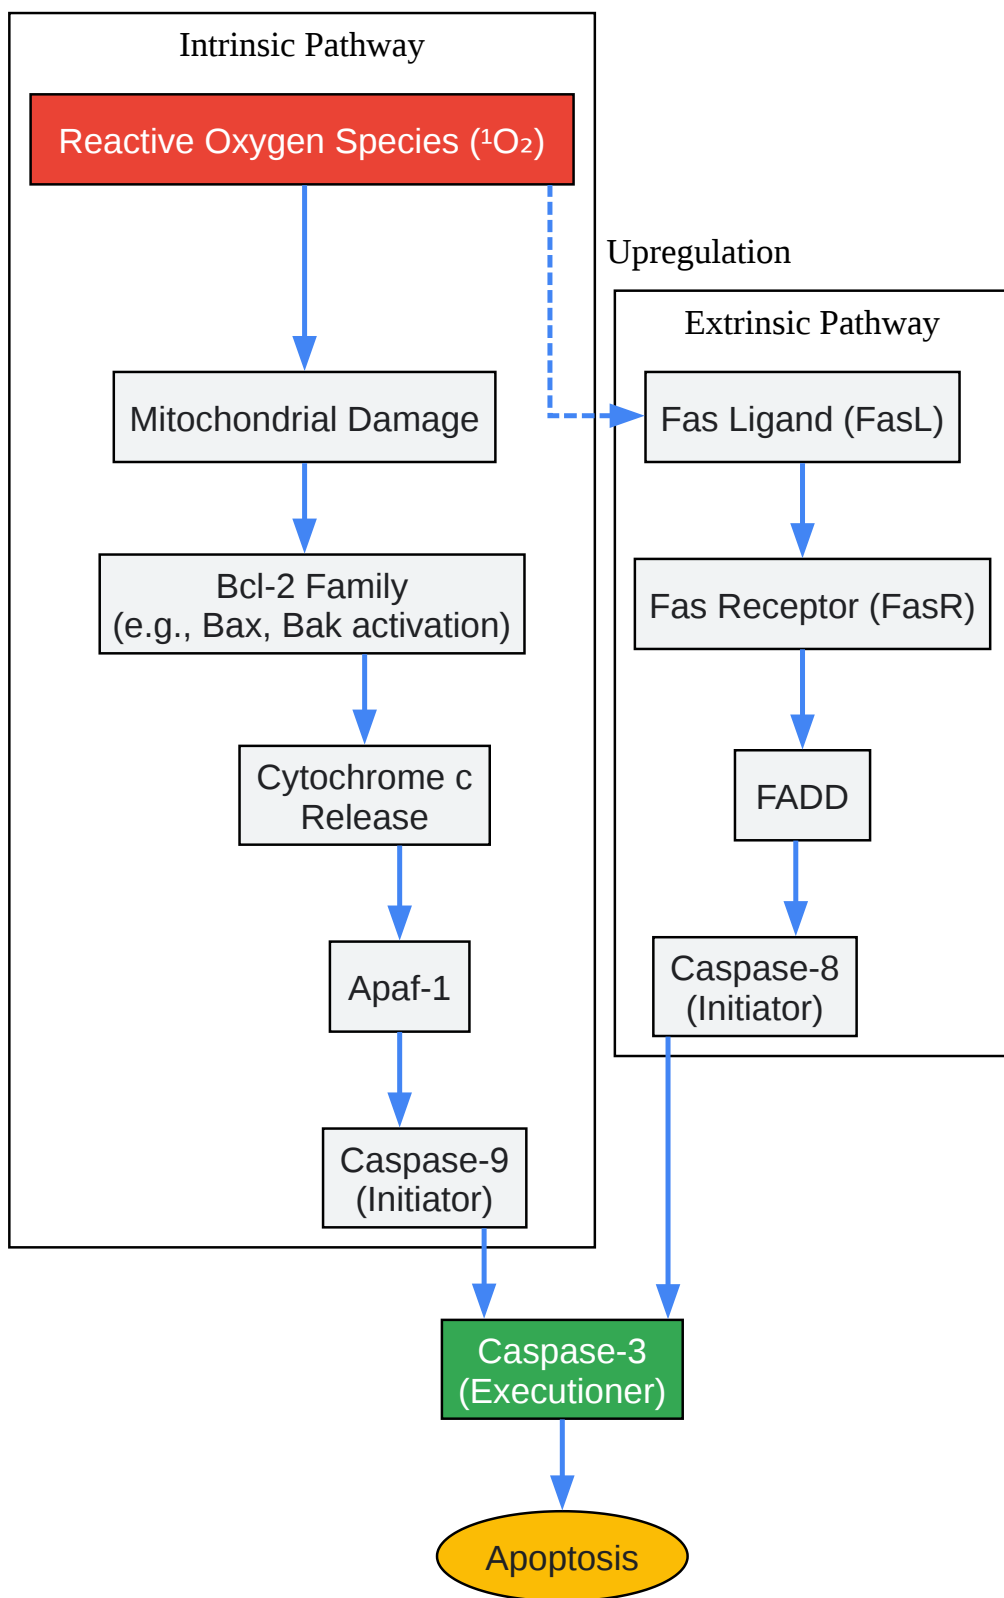 Intrinsic Pathway
Reactive Oxygen Species (¹O₂)
Upregulation
Extrinsic Pathway
Mitochondrial Damage
Fas Ligand (FasL)
Bcl-2 Family
(e.g., Bax, Bak activation)
Fas Receptor (FasR)
Cytochrome c
Release
FADD
Apaf-1
Caspase-8
(Initiator)
Caspase-9
(Initiator)
Caspase-3
(Executioner)
Apoptosis